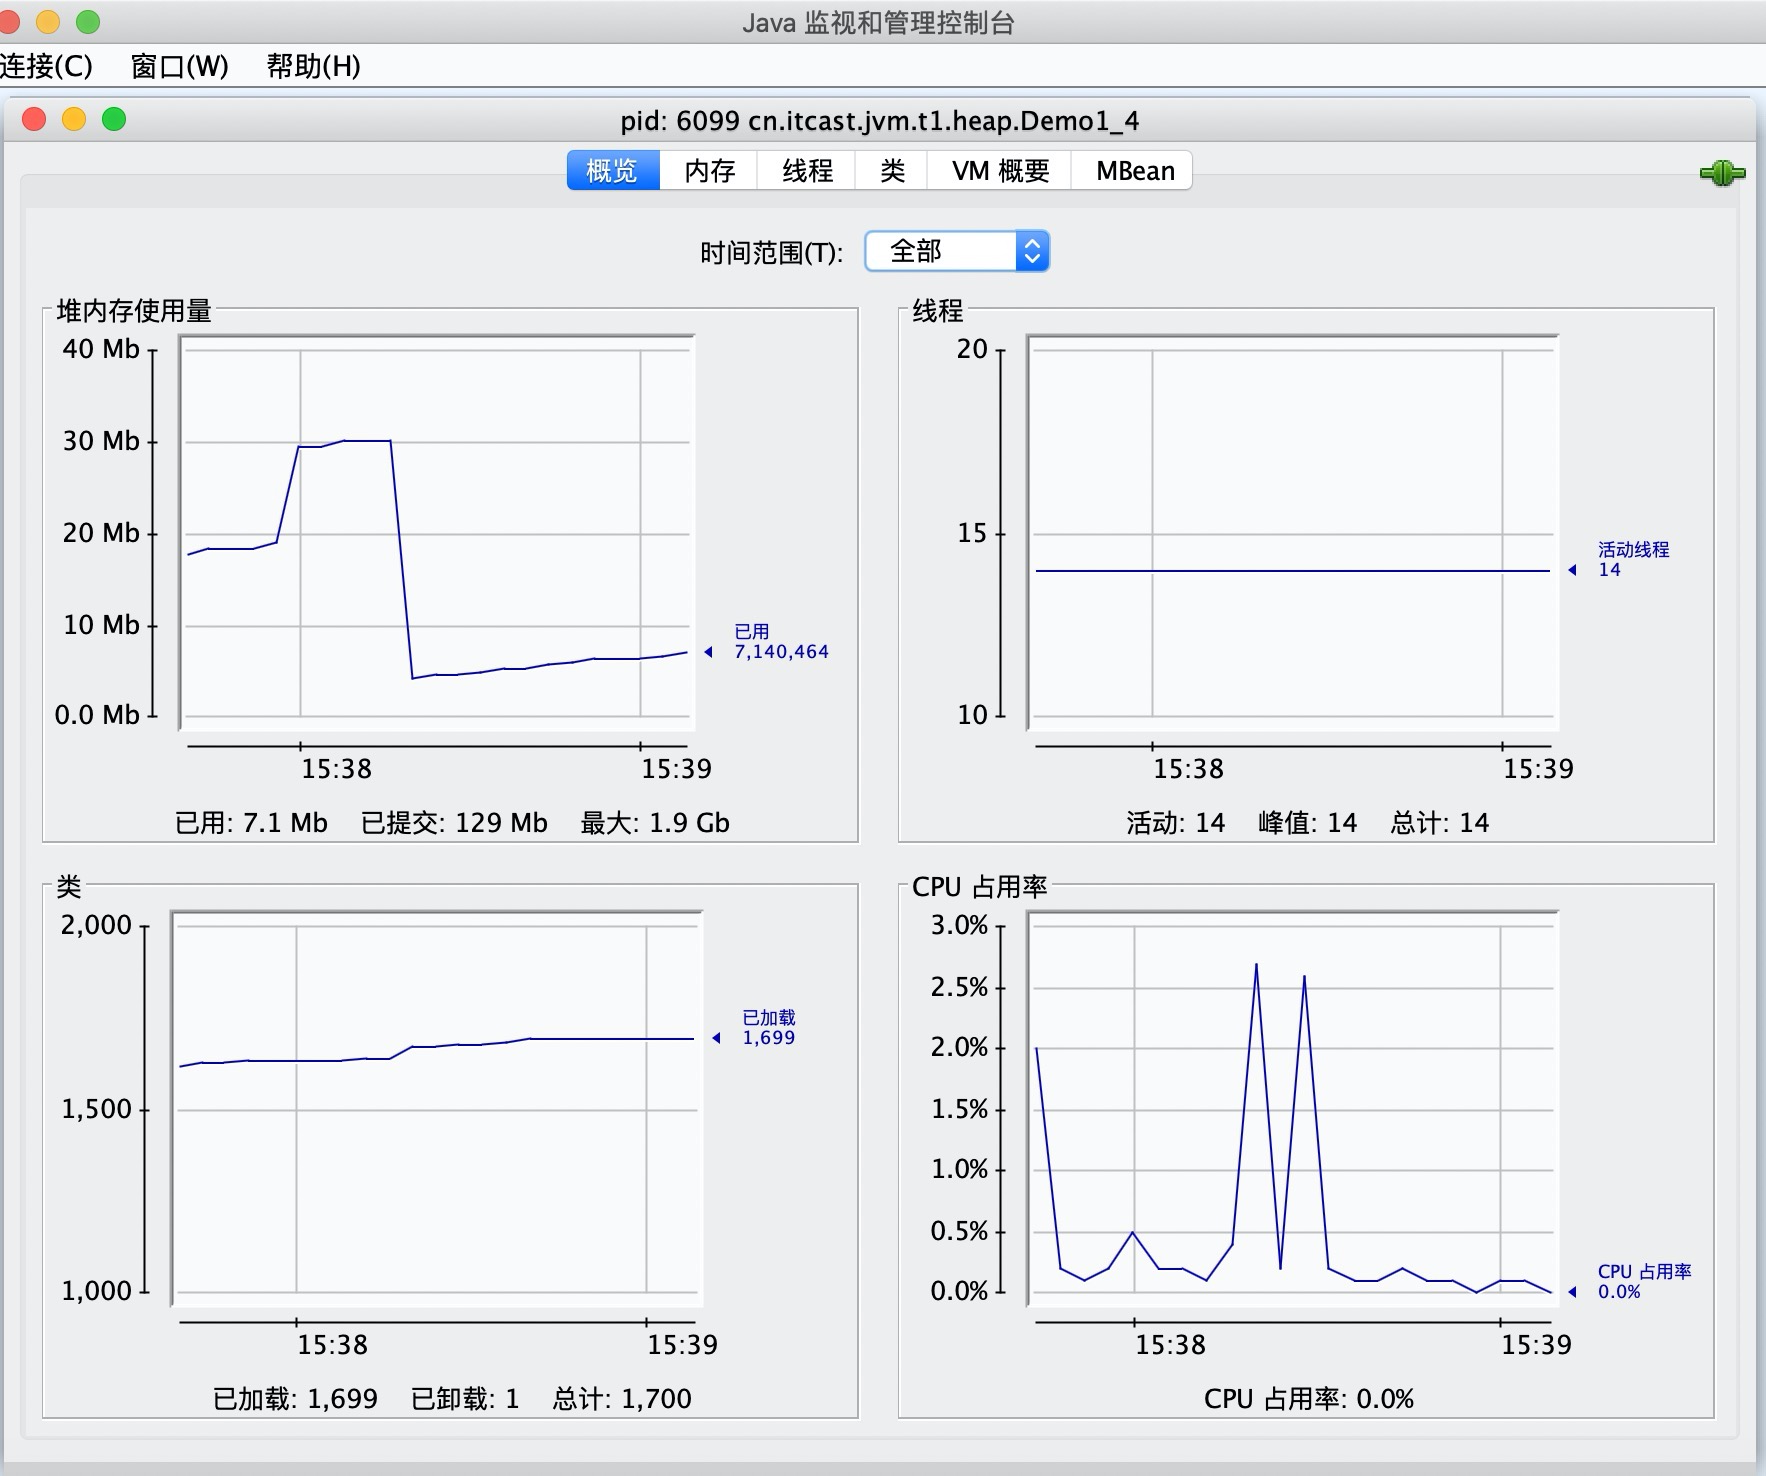 Java 监视和管理控制台
连接(C) 窗口(W) 帮助(H)
pid: 6099 cn.itcast.jvm.t1.heap.Demo1_4
概览 内存 线程 类 VM 概要 MBean
时间范围(T): 全部
堆内存使用量
40 Mb
30 Mb
20 Mb
10 Mb
0.0 Mb
已用
7,140,464
15:38 15:39
已用: 7.1 Mb 已提交: 129 Mb 最大: 1.9 Gb
线程
20
15
10
活动线程
14
15:38 15:39
活动: 14 峰值: 14 总计: 14
类
2,000
1,500
1,000
已加载
1,699
15:38 15:39
已加载: 1,699 已卸载: 1 总计: 1,700
CPU 占用率
3.0%
2.5%
2.0%
1.5%
1.0%
0.5%
0.0%
CPU 占用率
0.0%
15:38 15:39
CPU 占用率: 0.0%